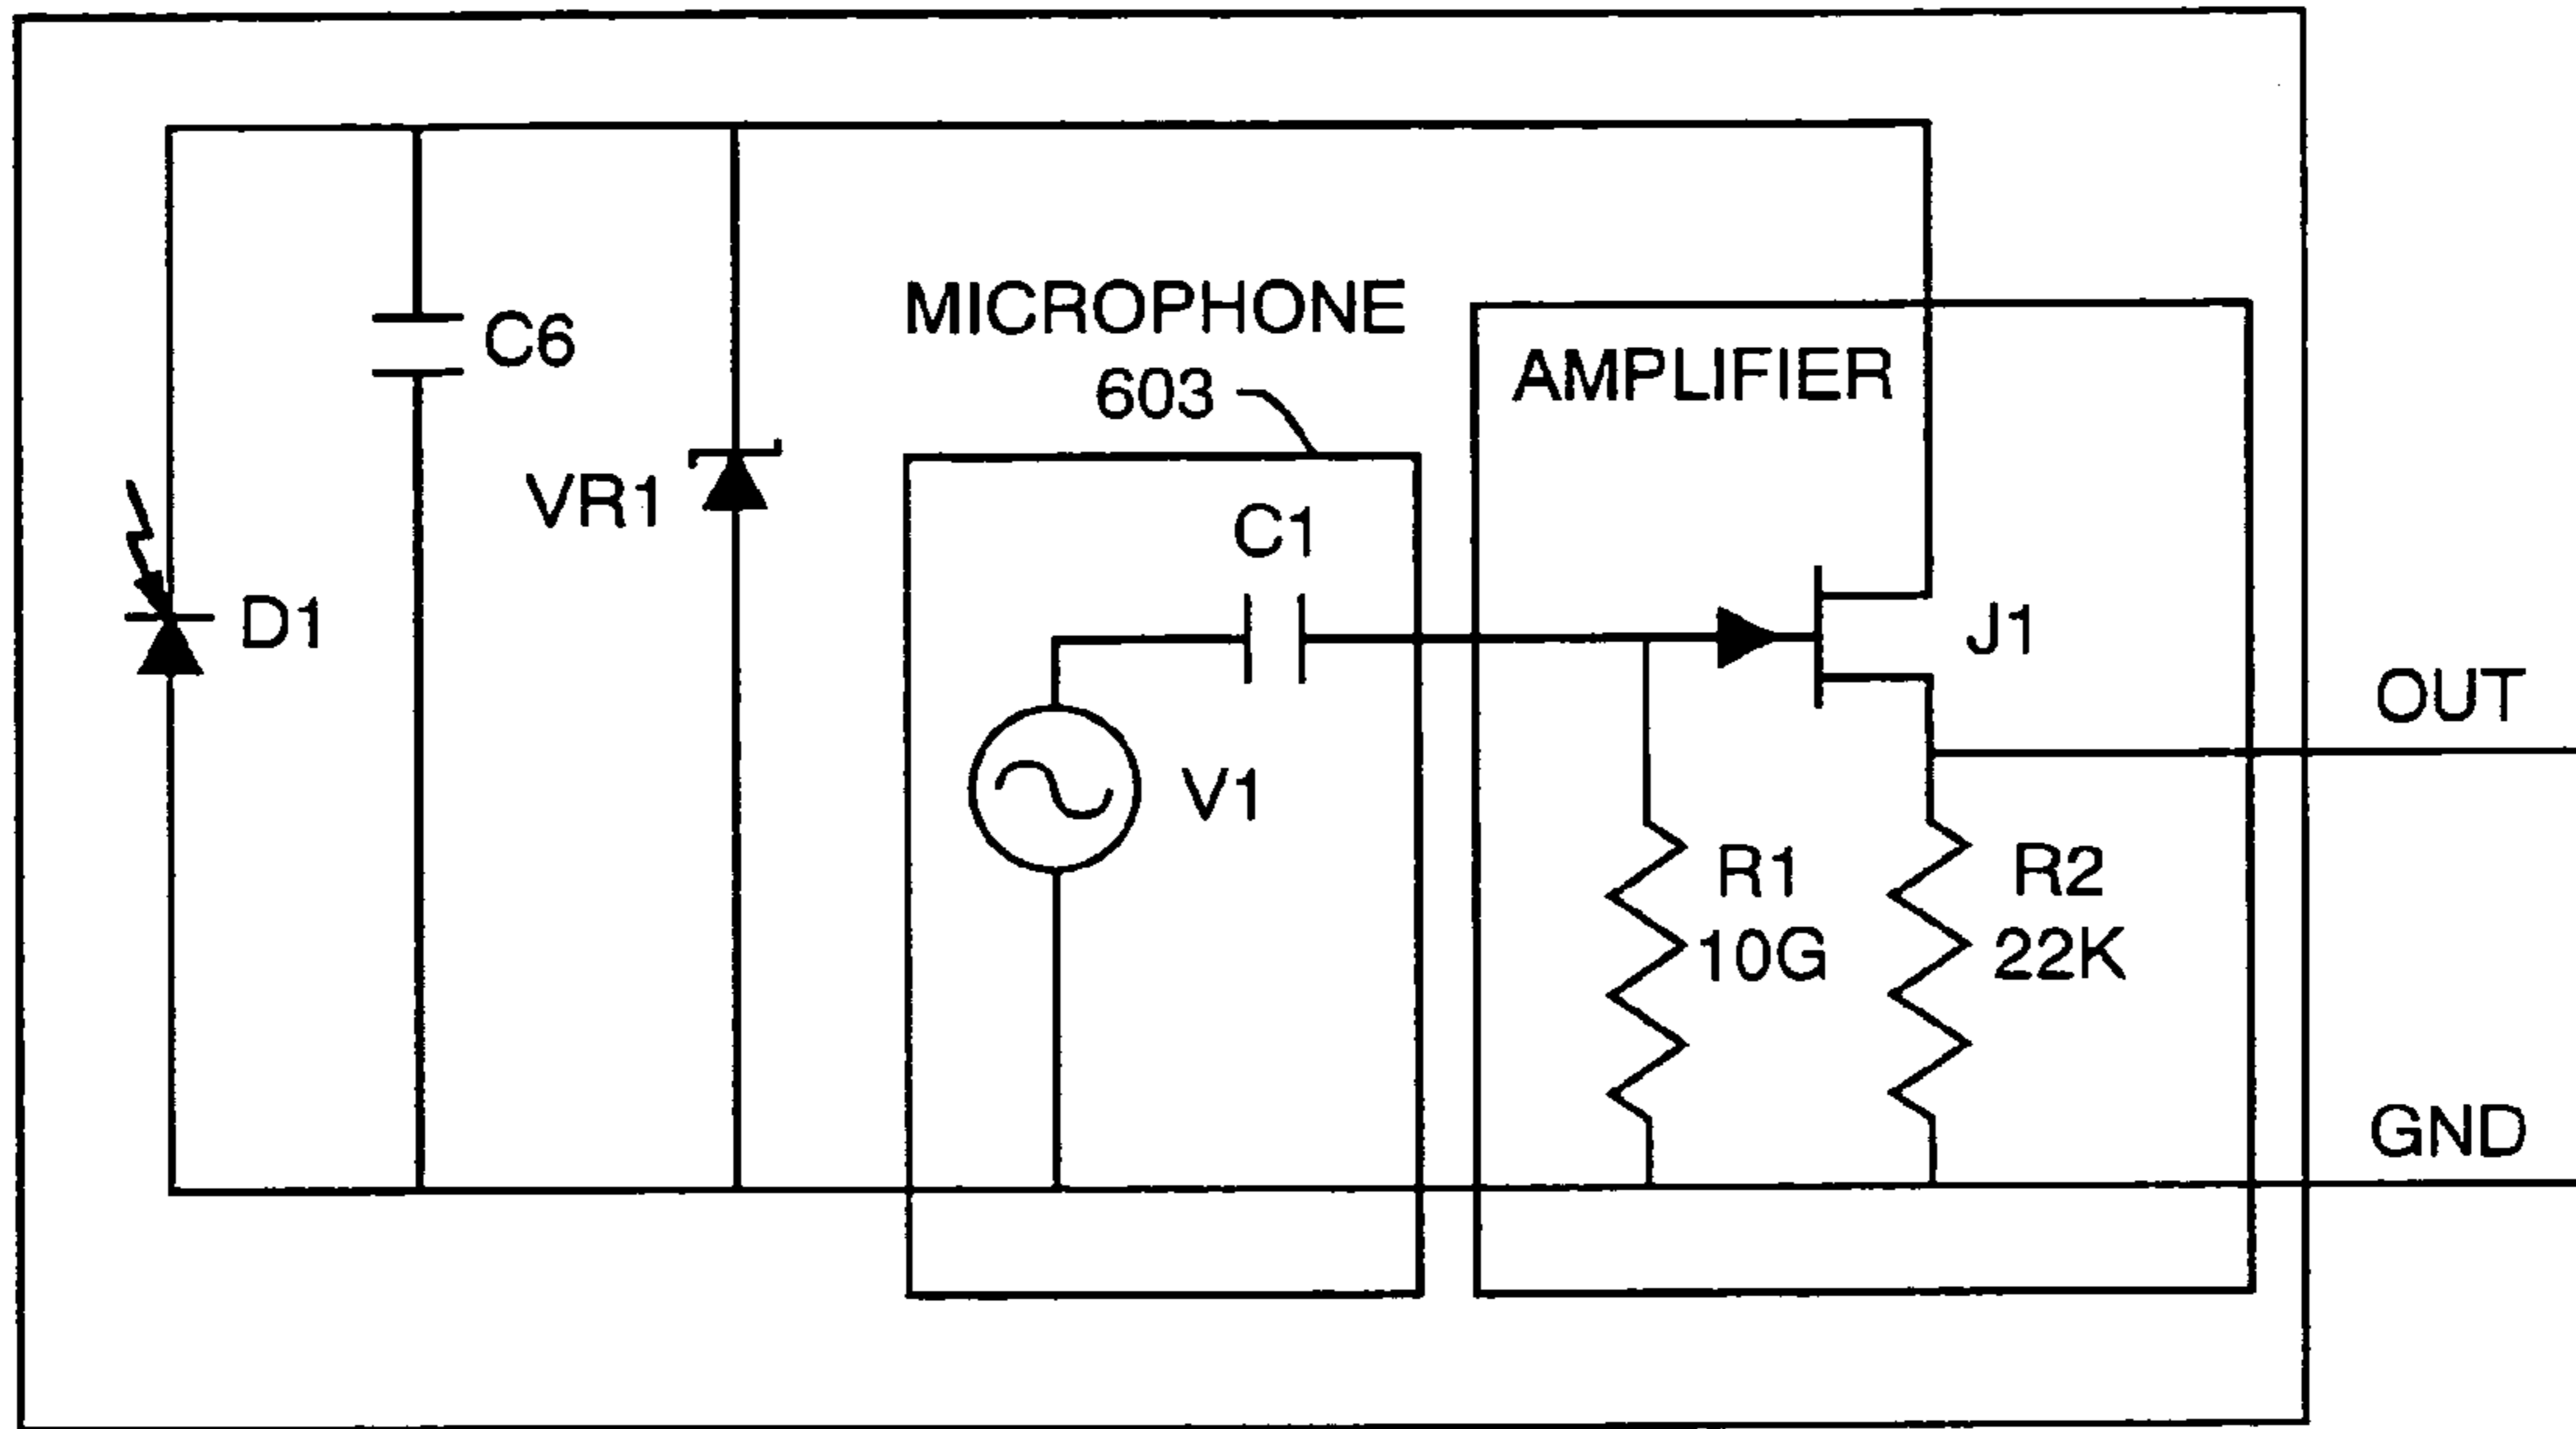 MICROPHONE
603
AMPLIFIER
C6
VR1
C1
D1
J1
V1
OUT
R1
10G
R2
22K
GND